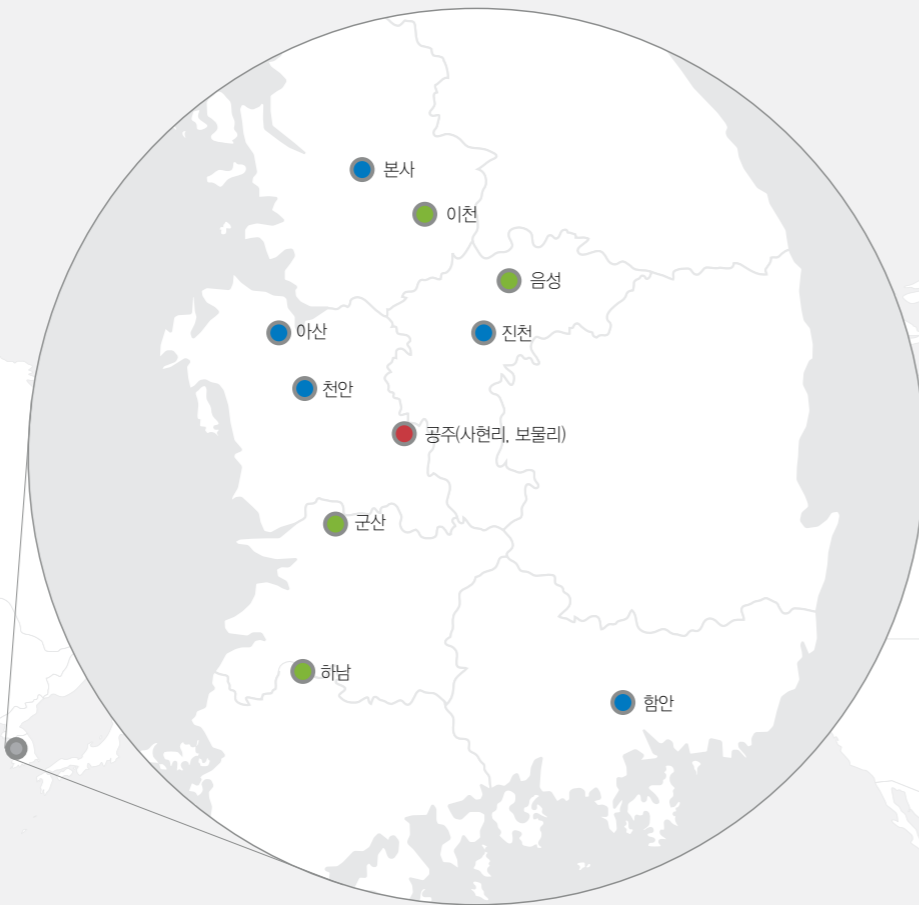 본사
이천
음성
아산
진천
천안
공주(사현리, 보물리)
군산
하남
함안